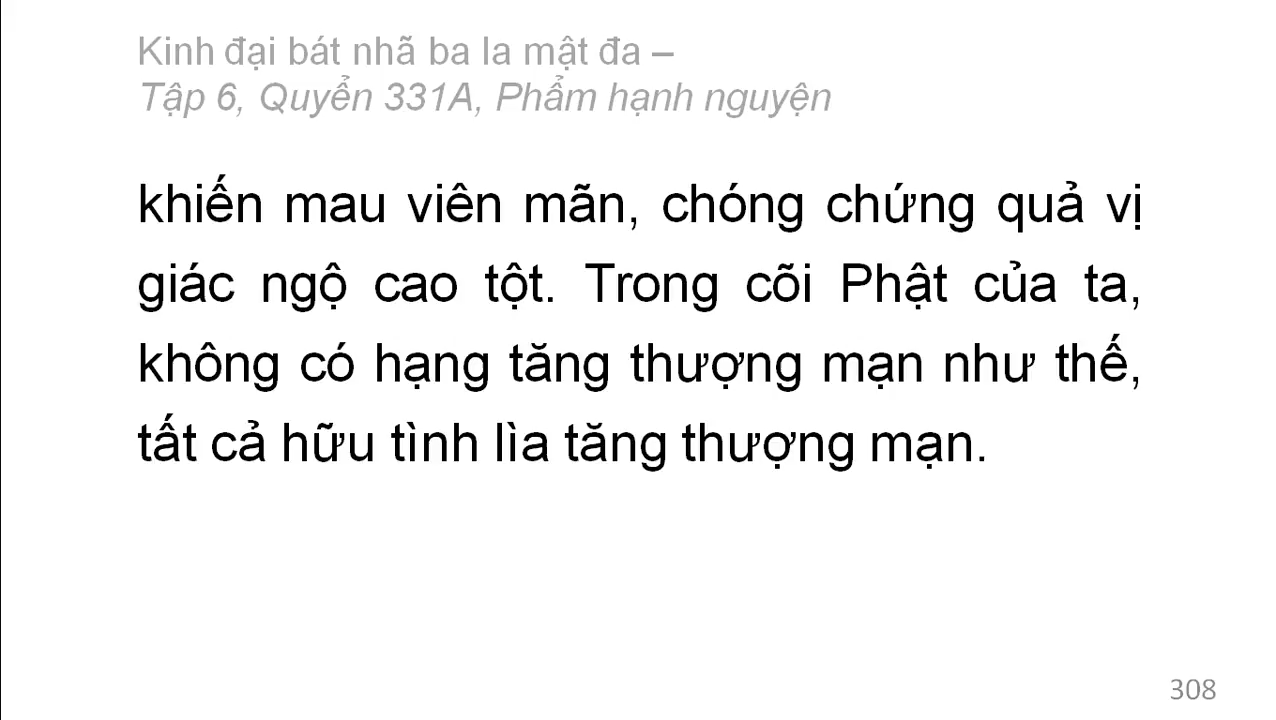 Kinh đại bát nhã ba la mật đa –
Tập 6, Quyển 331A, Phẩm hạnh nguyện
khiến mau viên mãn, chóng chứng quả vị
giác ngộ cao tột. Trong cõi Phật của ta,
không có hạng tăng thượng mạn như thế,
tất cả hữu tình lìa tăng thượng mạn.
308